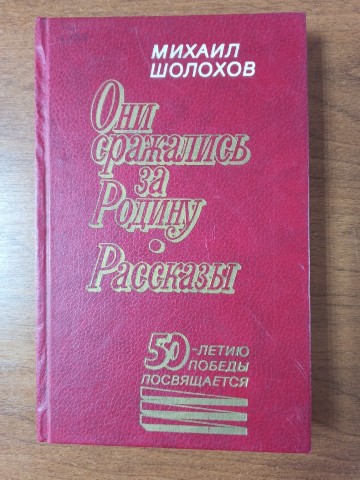 МИХАИЛ
ШОЛОХОВ
Они
сражались
за
Родину
•
Рассказы
50-ЛЕТИЮ
ПОБЕДЫ
ПОСВЯЩАЕТСЯ